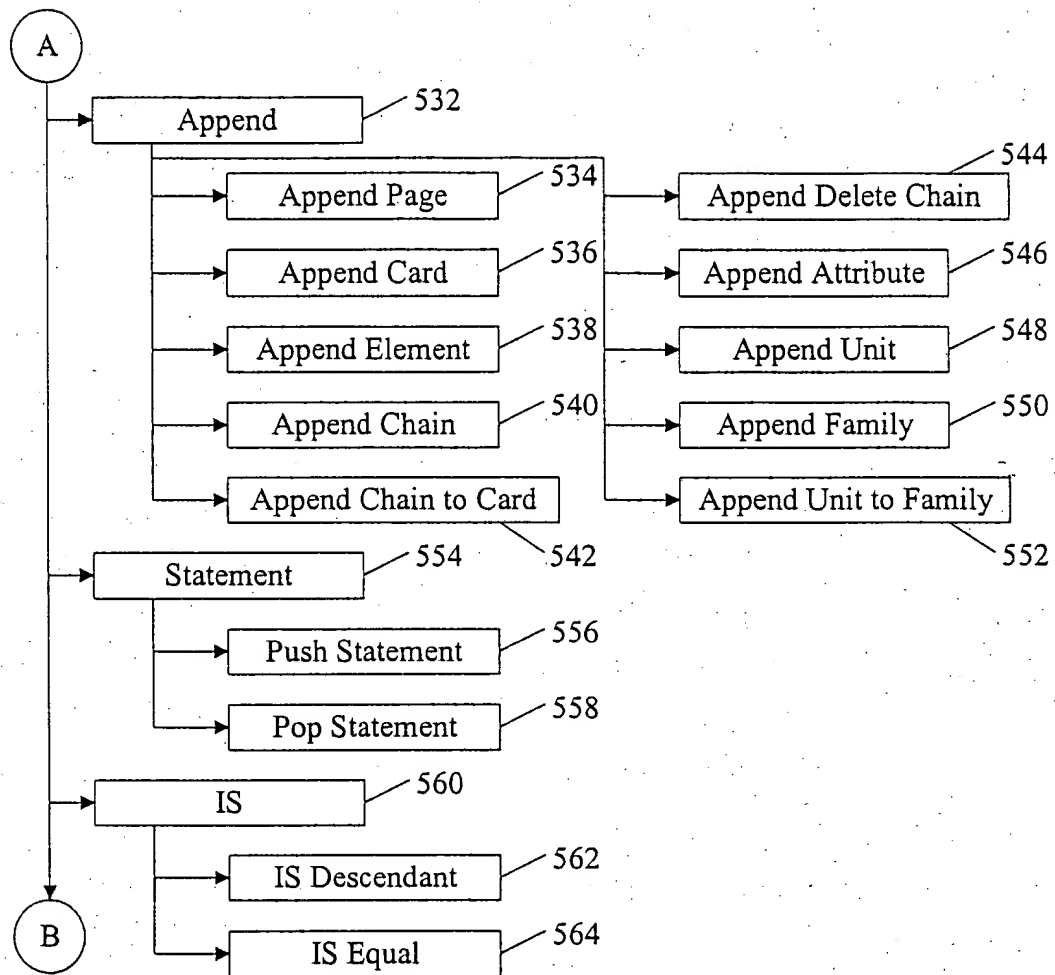 A
532
Append
534
544
Append Page
Append Delete Chain
536
546
Append Card
Append Attribute
538
548
Append Element
Append Unit
540
550
Append Chain
Append Family
Append Chain to Card
Append Unit to Family
554
542
552
Statement
556
Push Statement
558
Pop Statement
560
IS
562
IS Descendant
B
564
IS Equal